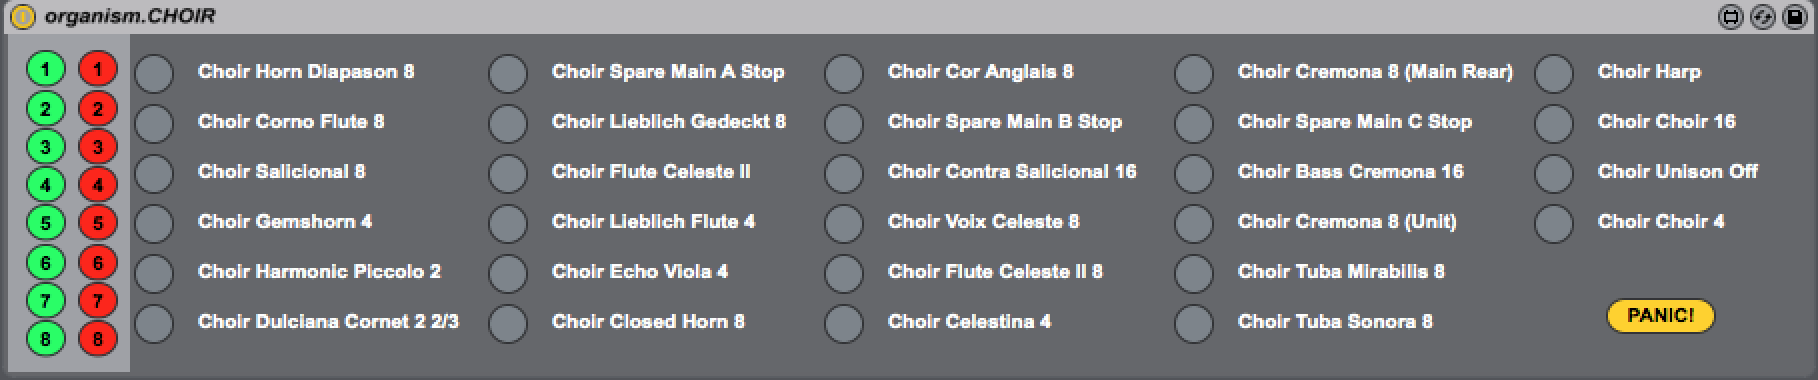 organism.CHOIR
1 1 Choir Horn Diapason 8 Choir Spare Main A Stop Choir Cor Anglais 8 Choir Cremona 8 (Main Rear) Choir Harp
2 2 Choir Corno Flute 8 Choir Lieblich Gedeckt 8 Choir Spare Main B Stop Choir Spare Main C Stop Choir Choir 16
3 3 Choir Salicional 8 Choir Flute Celeste II Choir Contra Salicional 16 Choir Bass Cremona 16 Choir Unison Off
4 4
5 5 Choir Gemshorn 4 Choir Lieblich Flute 4 Choir Voix Celeste 8 Choir Cremona 8 (Unit) Choir Choir 4
6 6 Choir Harmonic Piccolo 2 Choir Echo Viola 4 Choir Flute Celeste II 8 Choir Tuba Mirabilis 8
7 7
8 8 Choir Dulciana Cornet 2 2/3 Choir Closed Horn 8 Choir Celestina 4 Choir Tuba Sonora 8 PANIC!